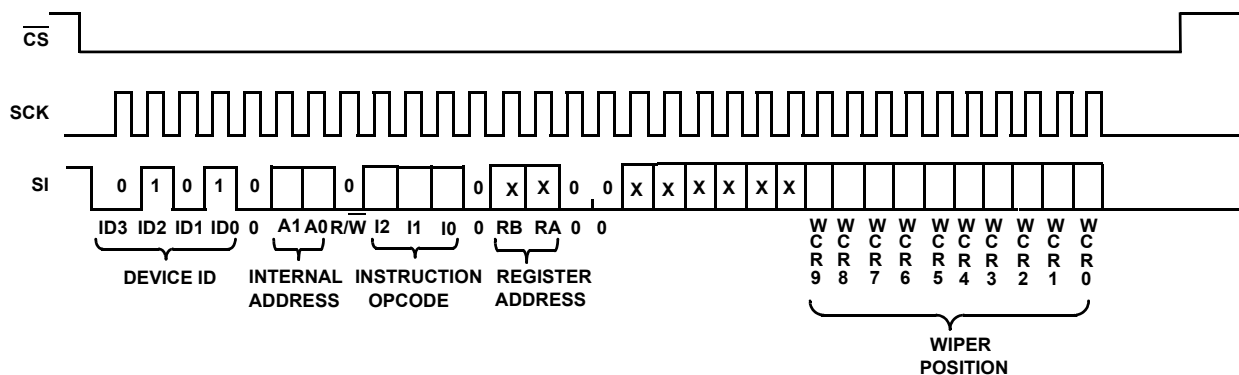 CS
SCK
SI
0 1 0 1 0 0 0 X X 0 0 X X X X X X
ID3 ID2 ID1 ID0 0 A1 A0 R/W I2 I1 I0 0 RB RA 0 0
WCR9 WCR8 WCR7 WCR6 WCR5 WCR4 WCR3 WCR2 WCR1 WCR0
DEVICE ID
INTERNAL
ADDRESS
INSTRUCTION
OPCODE
REGISTER
ADDRESS
WIPER
POSITION